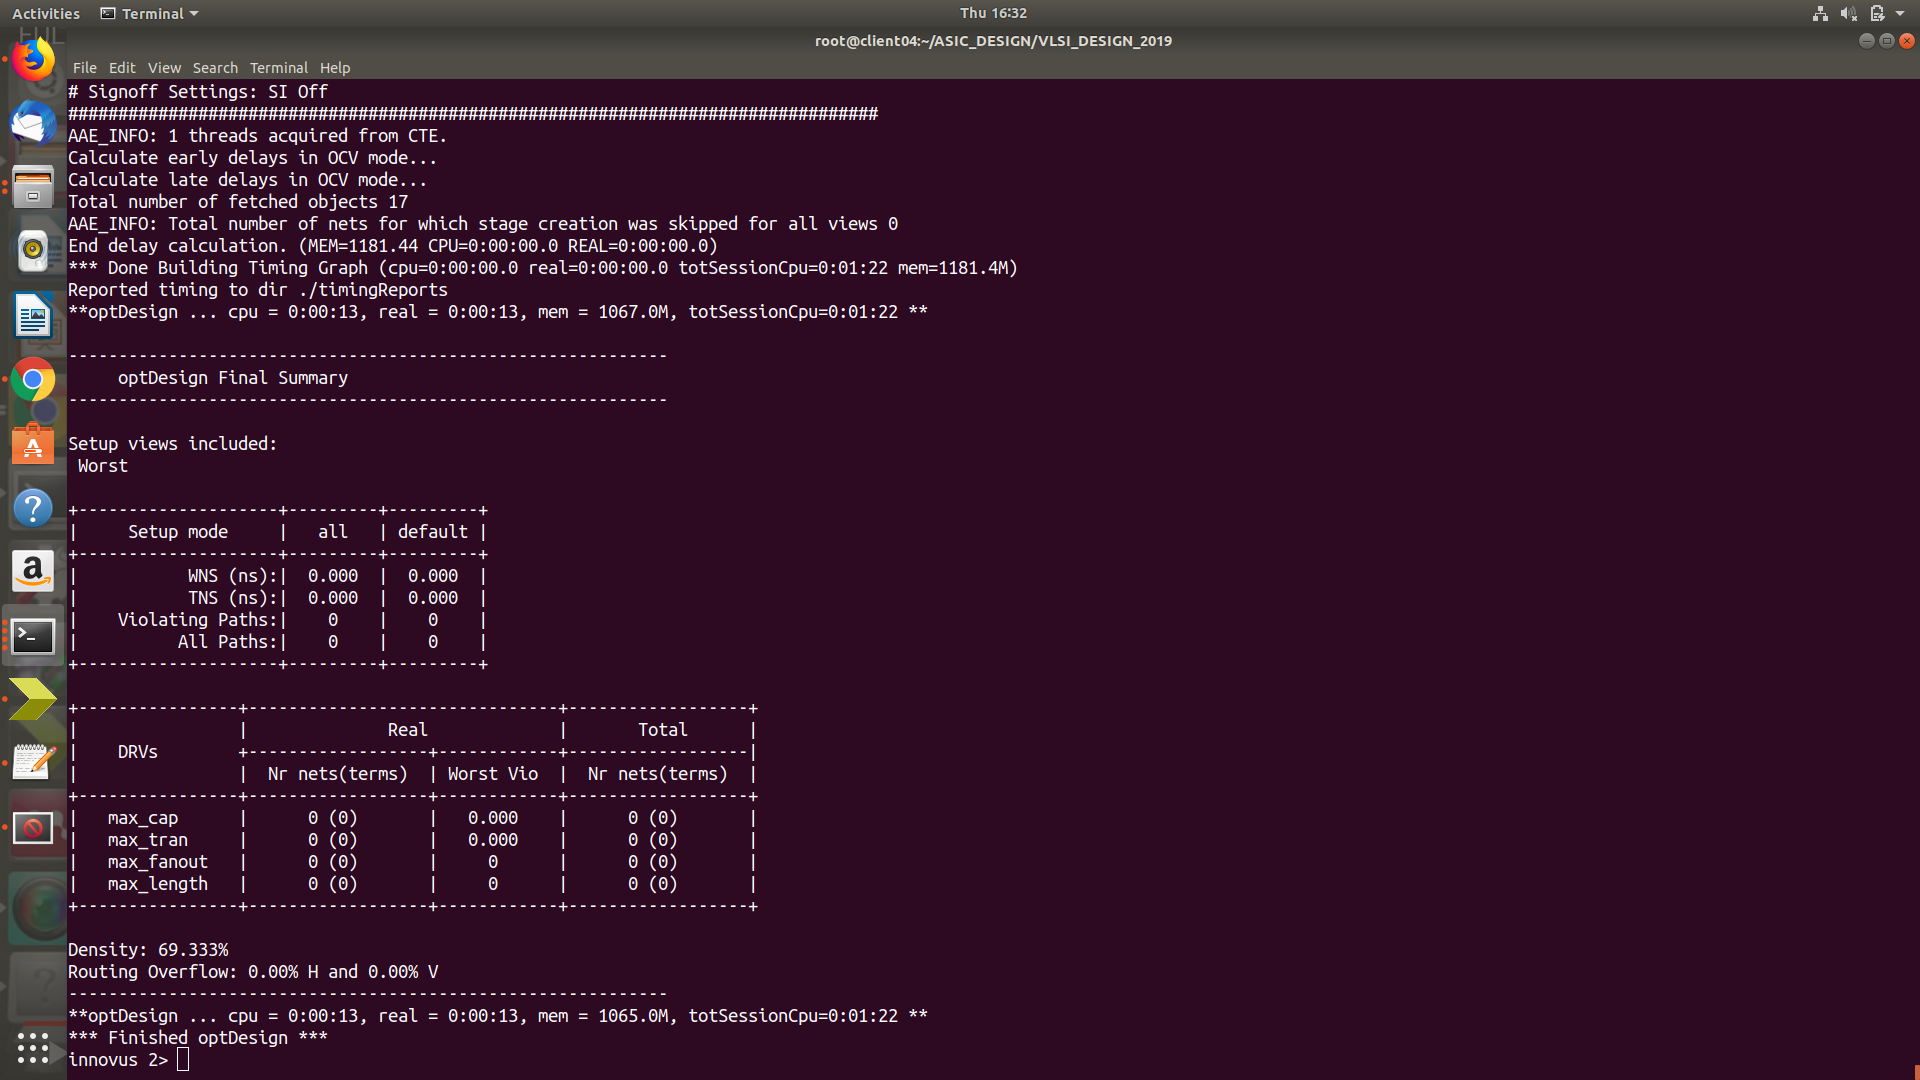 Activities Terminal Thu 16:32
root@client04:~/ASIC_DESIGN/VLSI_DESIGN_2019
File Edit View Search Terminal Help
# Signoff Settings: SI Off
#################################################################################
AAE_INFO: 1 threads acquired from CTE.
Calculate early delays in OCV mode...
Calculate late delays in OCV mode...
Total number of fetched objects 17
AAE_INFO: Total number of nets for which stage creation was skipped for all views 0
End delay calculation. (MEM=1181.44 CPU=0:00:00.0 REAL=0:00:00.0)
*** Done Building Timing Graph (cpu=0:00:00.0 real=0:00:00.0 totSessionCpu=0:01:22 mem=1181.4M)
Reported timing to dir ./timingReports
**optDesign ... cpu = 0:00:13, real = 0:00:13, mem = 1067.0M, totSessionCpu=0:01:22 **
------------------------------------------------------------
     optDesign Final Summary
------------------------------------------------------------
Setup views included:
 Worst
+--------------------+---------+---------+
|     Setup mode     |   all   | default |
+--------------------+---------+---------+
|           WNS (ns):|  0.000  |  0.000  |
|           TNS (ns):|  0.000  |  0.000  |
|    Violating Paths:|    0    |    0    |
|          All Paths:|    0    |    0    |
+--------------------+---------+---------+
+----------------+-------------------------------+------------------+
|                |              Real             |       Total      |
|    DRVs        +------------------+------------+------------------|
|                |  Nr nets(terms)  | Worst Vio  |  Nr nets(terms)  |
+----------------+------------------+------------+------------------+
|   max_cap      |      0 (0)       |   0.000    |      0 (0)       |
|   max_tran     |      0 (0)       |   0.000    |      0 (0)       |
|   max_fanout   |      0 (0)       |     0      |      0 (0)       |
|   max_length   |      0 (0)       |     0      |      0 (0)       |
+----------------+------------------+------------+------------------+
Density: 69.333%
Routing Overflow: 0.00% H and 0.00% V
------------------------------------------------------------
**optDesign ... cpu = 0:00:13, real = 0:00:13, mem = 1065.0M, totSessionCpu=0:01:22 **
*** Finished optDesign ***
innovus 2>